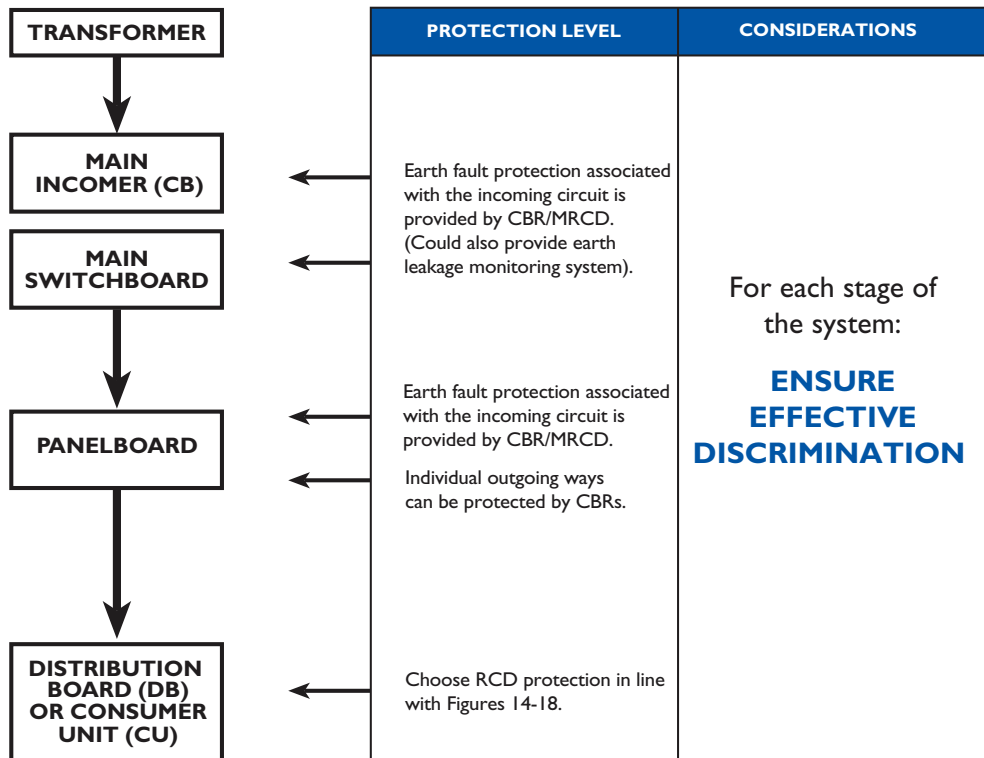 TRANSFORMER
MAIN
INCOMER (CB)
MAIN
SWITCHBOARD
PANELBOARD
DISTRIBUTION
BOARD (DB)
OR CONSUMER
UNIT (CU)
PROTECTION LEVEL
Earth fault protection associated
with the incoming circuit is
provided by CBR/MRCD.
(Could also provide earth
leakage monitoring system).
Earth fault protection associated
with the incoming circuit is
provided by CBR/MRCD.
Individual outgoing ways
can be protected by CBRs.
Choose RCD protection in line
with Figures 14-18.
CONSIDERATIONS
For each stage of
the system:
ENSURE
EFFECTIVE
DISCRIMINATION